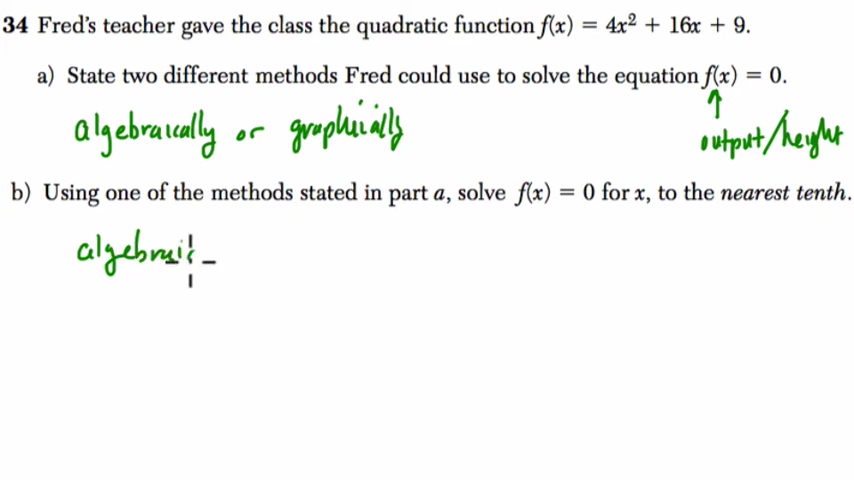 34 Fred's teacher gave the class the quadratic function f(x) = 4x² + 16x + 9.
a) State two different methods Fred could use to solve the equation f(x) = 0.
algebraically or graphically
output/height
b) Using one of the methods stated in part a, solve f(x) = 0 for x, to the nearest tenth.
algebraic